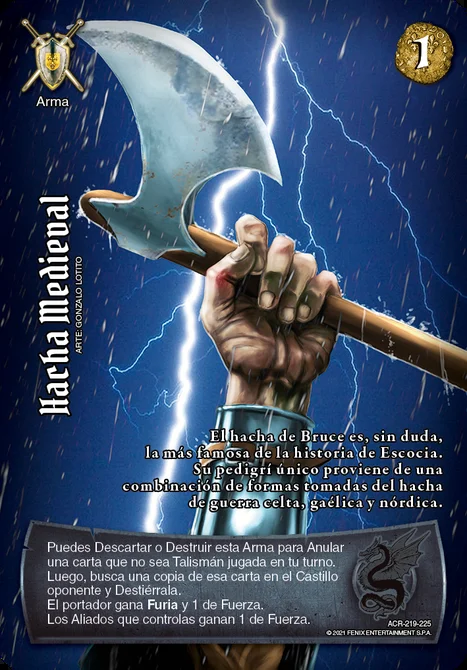 Arma
1
Hacha Medieval
ARTE: GONZALO LOTITO
El hacha de Bruce es, sin duda,
la más famosa de la historia de Escocia.
Su pedigrí único proviene de una
combinación de formas tomadas del hacha
de guerra celta, gaélica y nórdica.
Puedes Descartar o Destruir esta Arma para Anular
una carta que no sea Talismán jugada en tu turno.
Luego, busca una copia de esa carta en el Castillo
oponente y Destiérrala.
El portador gana Furia y 1 de Fuerza.
Los Aliados que controlas ganan 1 de Fuerza.
ACR-219-225
© 2021 FENIX ENTERTAINMENT S.P.A.